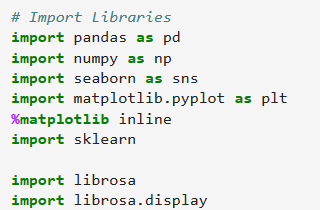 # Import Libraries
import pandas as pd
import numpy as np
import seaborn as sns
import matplotlib.pyplot as plt
%matplotlib inline
import sklearn
import librosa
import librosa.display